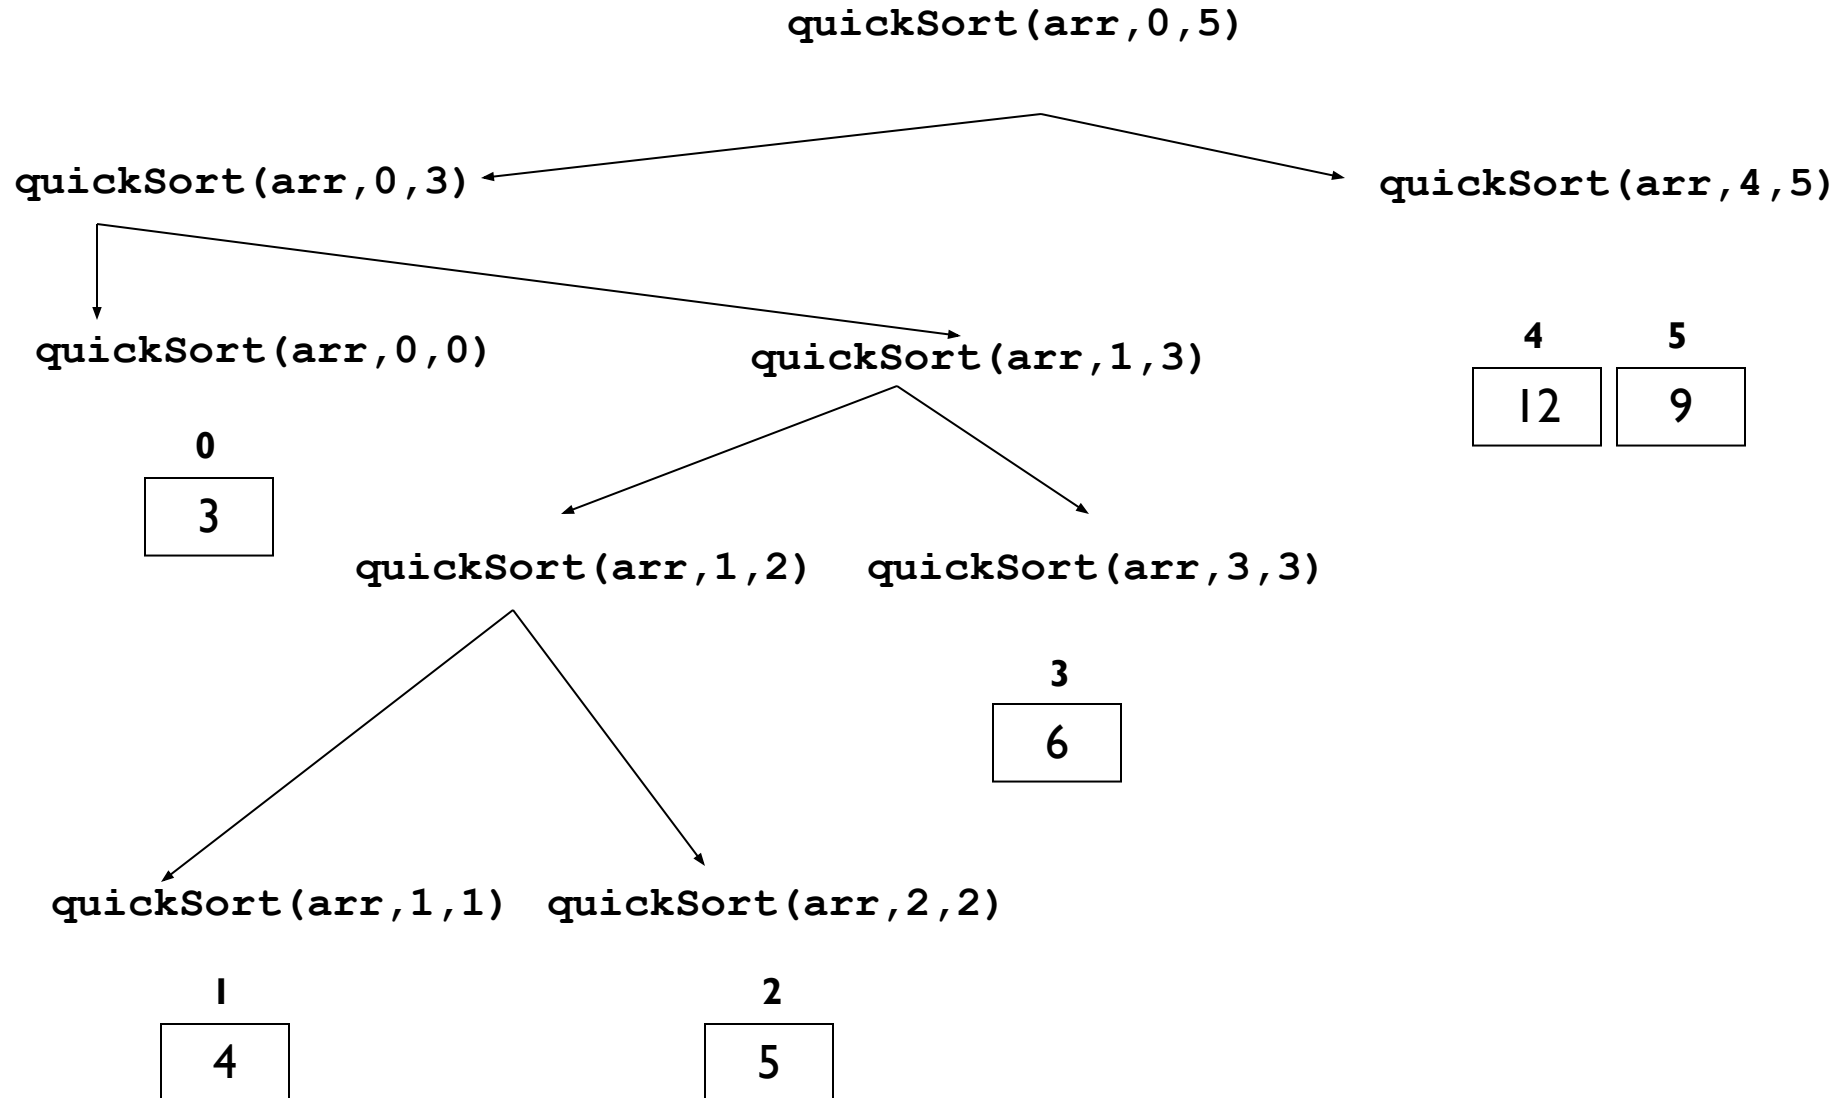 quickSort(arr,0,5)
quickSort(arr,0,3)
quickSort(arr,4,5)
quickSort(arr,0,0)
quickSort(arr,1,3)
4 5
12 9
0
3
quickSort(arr,1,2)
quickSort(arr,3,3)
3
6
quickSort(arr,1,1)
quickSort(arr,2,2)
1 2
4 5